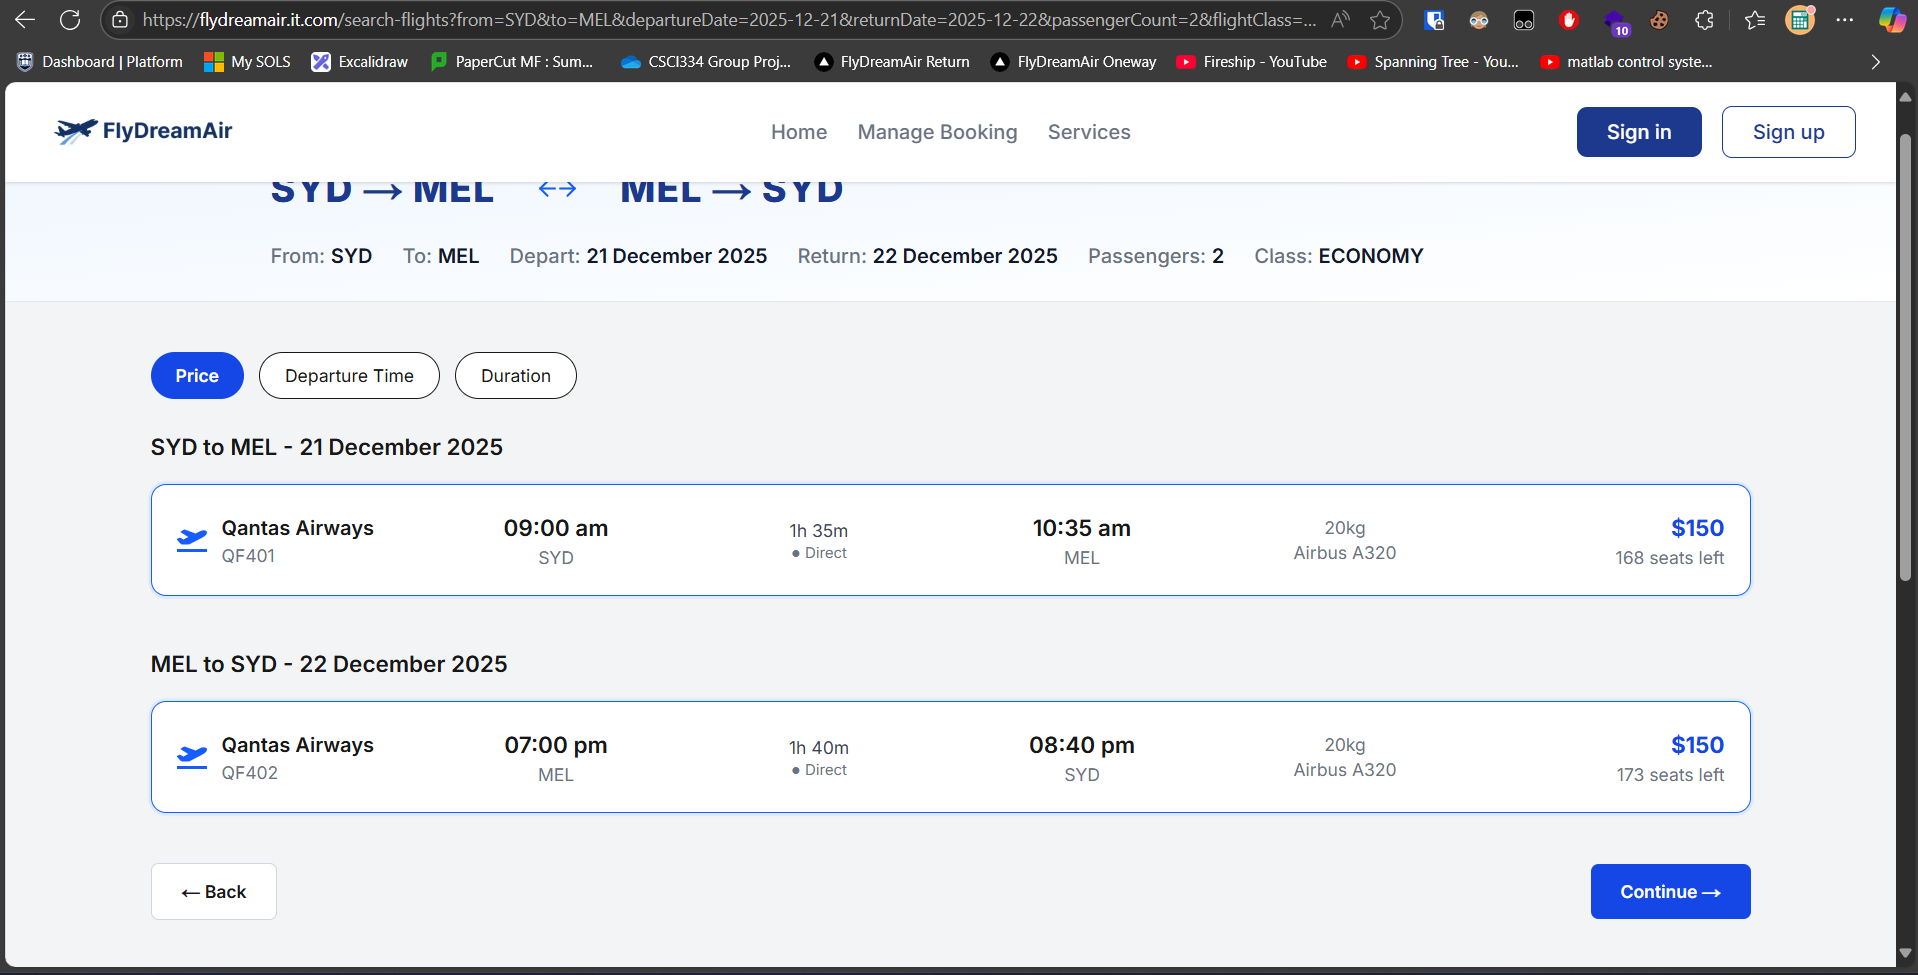 https://flydreamair.it.com/search-flights?from=SYD&to=MEL&departureDate=2025-12-21&returnDate=2025-12-22&passengerCount=2&flightClass=...
10
Dashboard | Platform
My SOLS
Excalidraw
PaperCut MF : Sum...
CSCI334 Group Proj...
FlyDreamAir Return
FlyDreamAir Oneway
Fireship - YouTube
Spanning Tree - You...
matlab control syste...
FlyDreamAir
Home
Manage Booking
Services
Sign in
Sign up
SYD → MEL ↔ MEL → SYD
From: SYD To: MEL Depart: 21 December 2025 Return: 22 December 2025 Passengers: 2 Class: ECONOMY
Price
Departure Time
Duration
SYD to MEL - 21 December 2025
Qantas Airways
QF401
09:00 am
SYD
1h 35m
● Direct
10:35 am
MEL
20kg
Airbus A320
$150
168 seats left
MEL to SYD - 22 December 2025
Qantas Airways
QF402
07:00 pm
MEL
1h 40m
● Direct
08:40 pm
SYD
20kg
Airbus A320
$150
173 seats left
← Back
Continue →